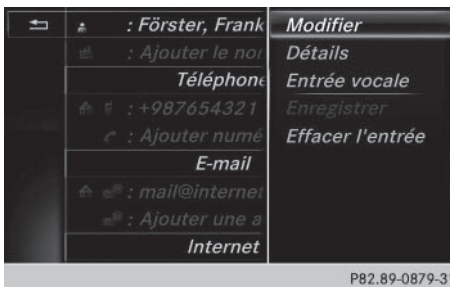 : Förster, Frank
: Ajouter le no
Téléphone
: +987654321
: Ajouter numé
E-mail
: mail@internet
: Ajouter une a
Internet
Modifier
Détails
Entrée vocale
Enregistrer
Effacer l'entrée
P82.89-0879-31